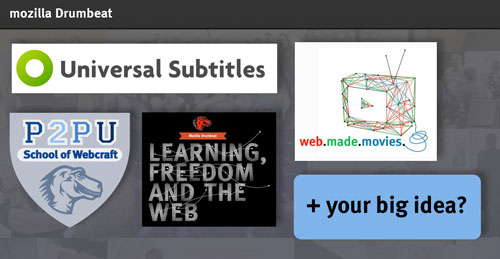 mozilla Drumbeat
Universal Subtitles
web.made.movies.
P2PU
School of Webcraft
Mozilla Drumbeat
LEARNING,
FREEDOM
AND THE
WEB
+ your big idea?